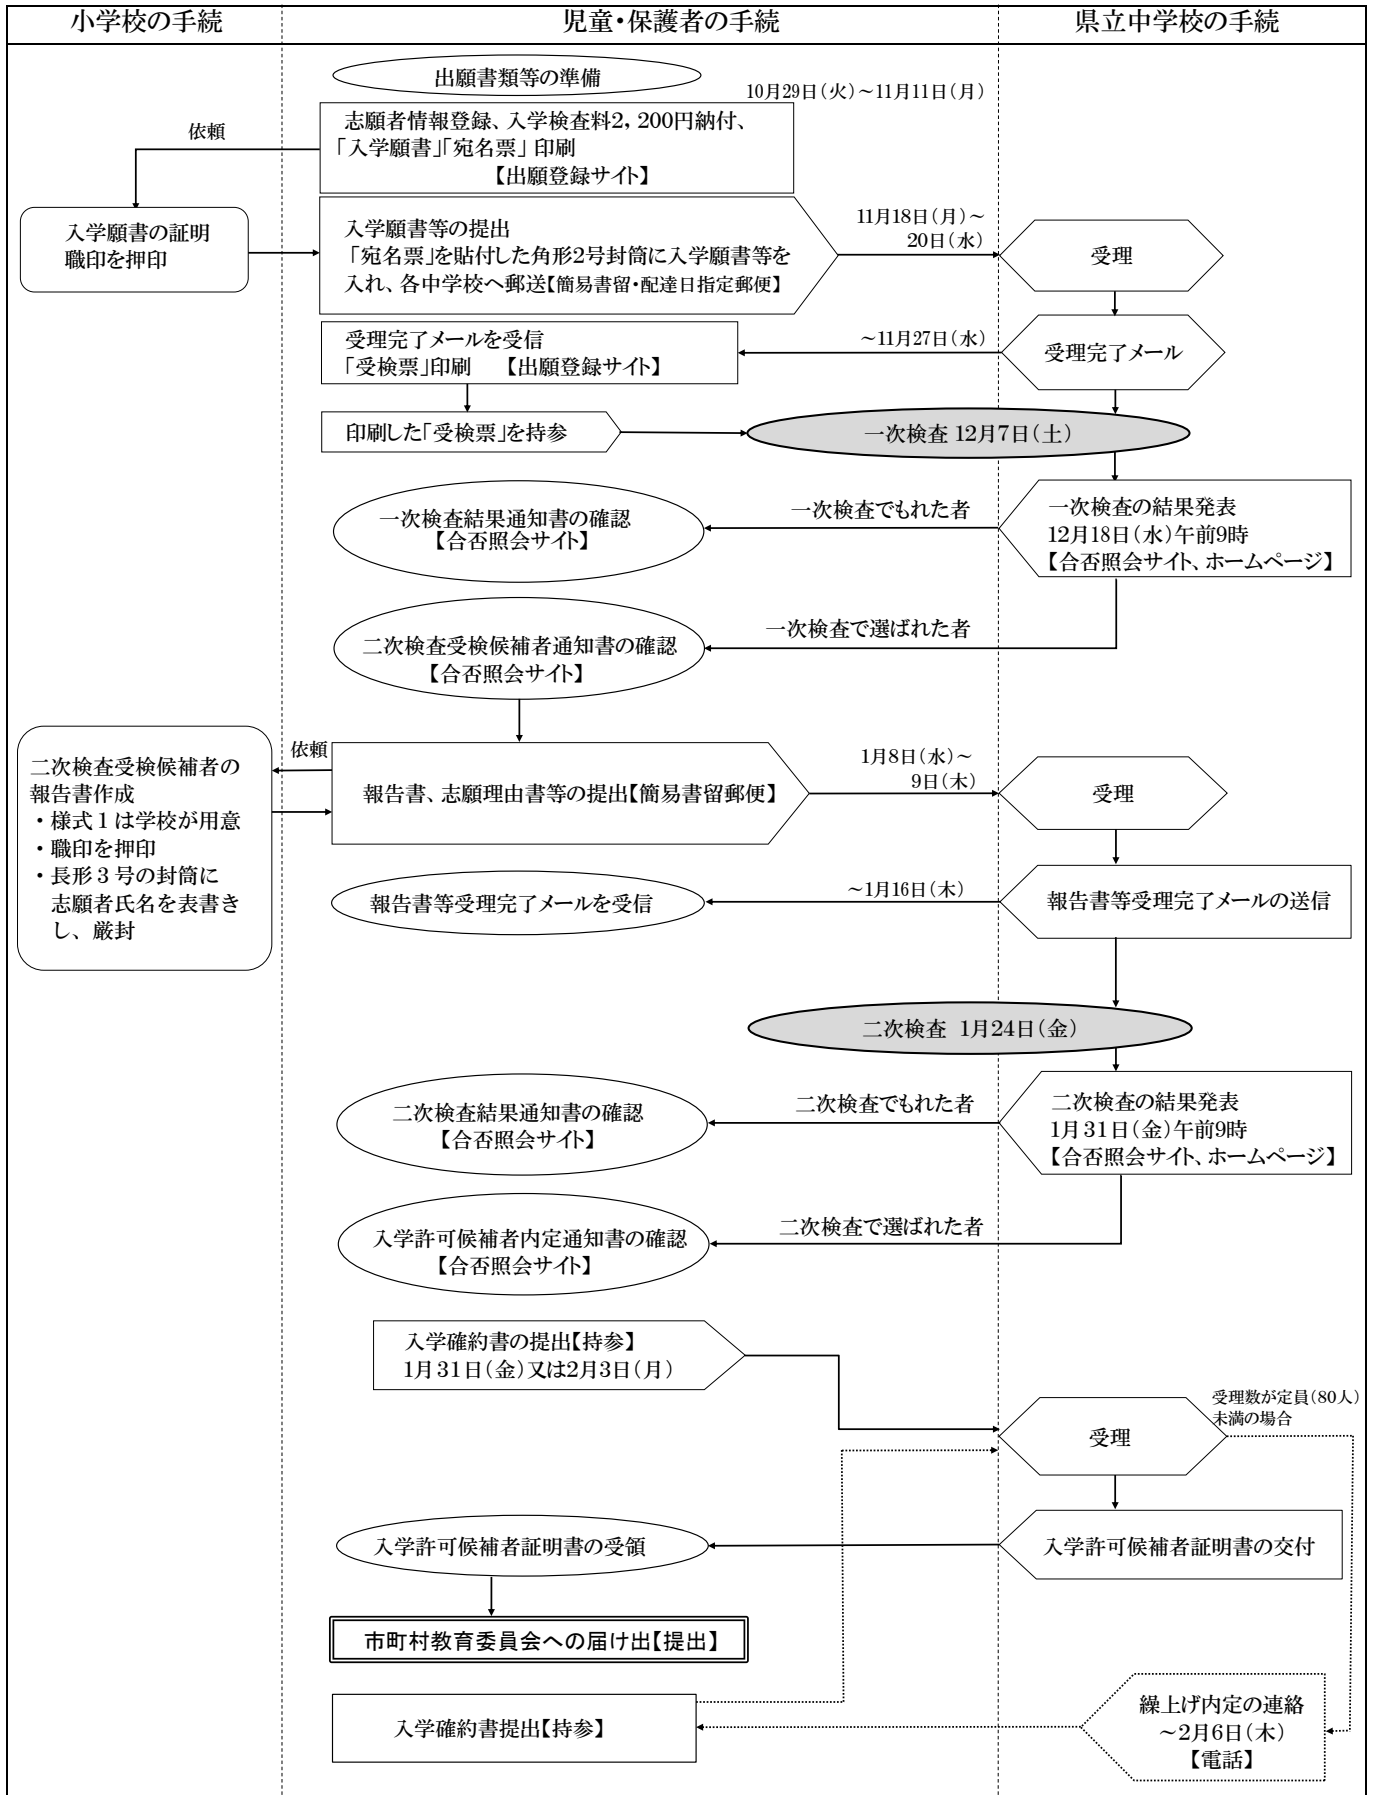 小学校の手続
児童・保護者の手続
県立中学校の手続
出願書類等の準備
10月29日(火)～11月11日(月)
依頼
志願者情報登録、入学検査料2，200円納付、
「入学願書」「宛名票」印刷
【出願登録サイト】
入学願書の証明
職印を押印
入学願書等の提出
「宛名票」を貼付した角形2号封筒に入学願書等を
入れ、各中学校へ郵送【簡易書留・配達日指定郵便】
11月18日(月)～
20日(水)
受理
受理完了メールを受信
「受検票」印刷　【出願登録サイト】
～11月27日(水)
受理完了メール
印刷した「受検票」を持参
一次検査 12月7日(土)
一次検査結果通知書の確認
【合否照会サイト】
一次検査でもれた者
一次検査の結果発表
12月18日(水)午前9時
【合否照会サイト、ホームページ】
二次検査受検候補者通知書の確認
【合否照会サイト】
一次検査で選ばれた者
二次検査受検候補者の
報告書作成
・様式１は学校が用意
・職印を押印
・長形３号の封筒に
志願者氏名を表書き
し、厳封
依頼
報告書、志願理由書等の提出【簡易書留郵便】
1月8日(水)～
9日(木)
受理
報告書等受理完了メールを受信
～1月16日(木)
報告書等受理完了メールの送信
二次検査 1月24日(金)
二次検査結果通知書の確認
【合否照会サイト】
二次検査でもれた者
二次検査の結果発表
1月31日(金)午前9時
【合否照会サイト、ホームページ】
入学許可候補者内定通知書の確認
【合否照会サイト】
二次検査で選ばれた者
入学確約書の提出【持参】
1月31日(金)又は2月3日(月)
受理数が定員(80人)
未満の場合
受理
入学許可候補者証明書の受領
入学許可候補者証明書の交付
市町村教育委員会への届け出【提出】
入学確約書提出【持参】
繰上げ内定の連絡
～2月6日(木)
【電話】